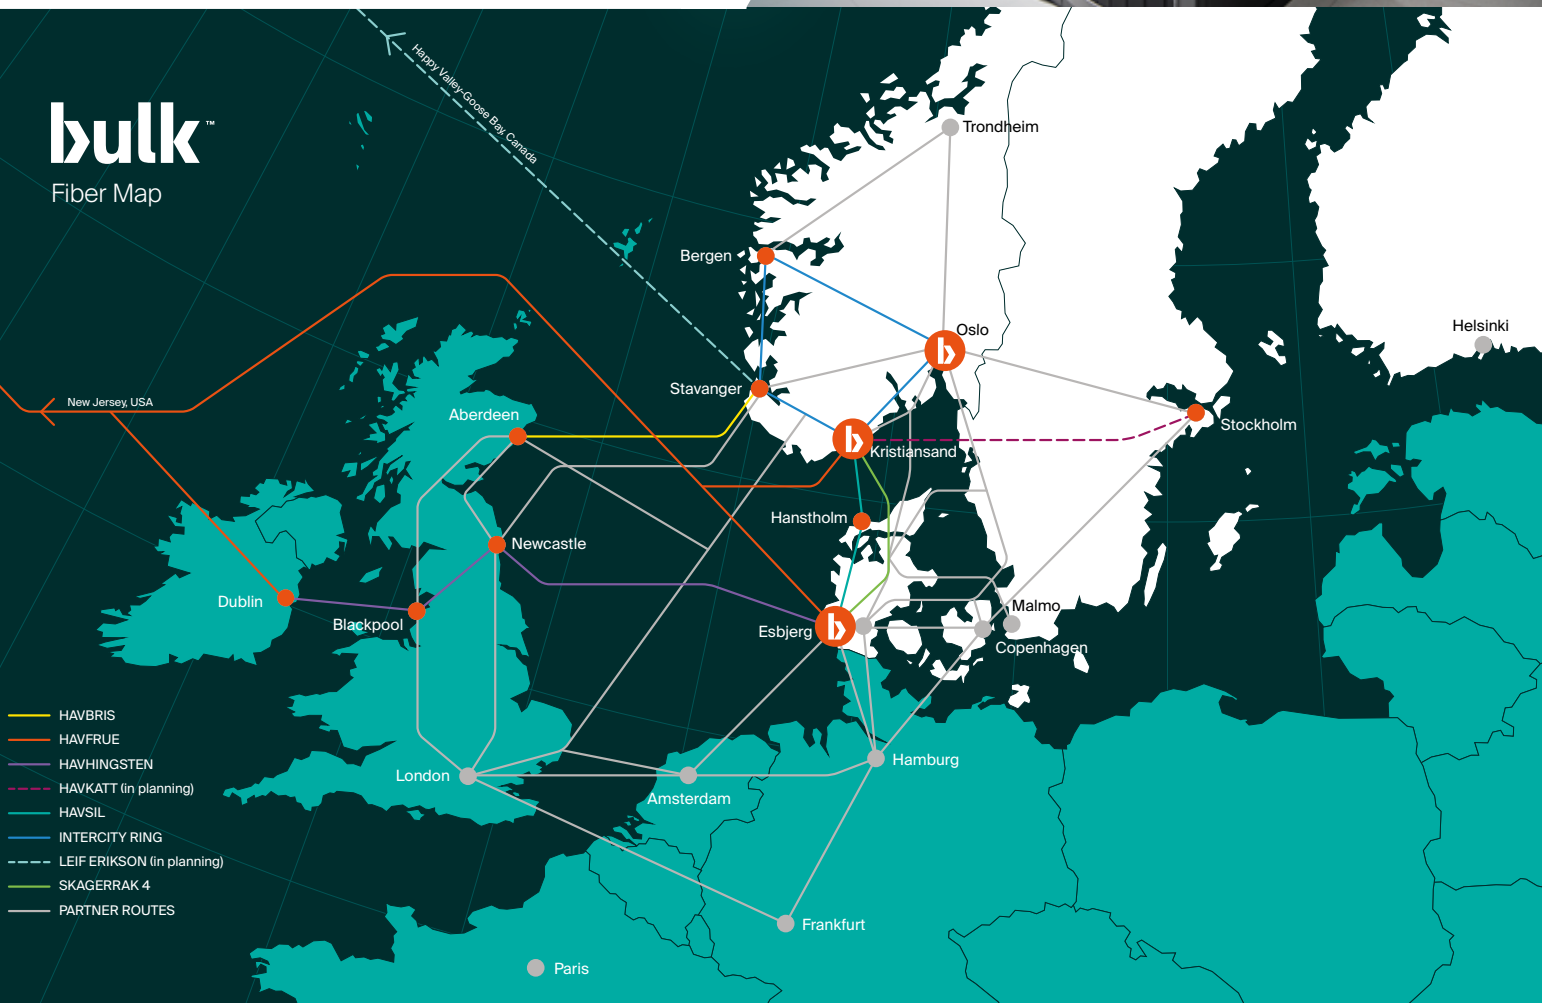 bulk™
Fiber Map
Happy Valley-Goose Bay, Canada
Trondheim
Bergen
Oslo
Helsinki
Stavanger
New Jersey, USA
Aberdeen
Stockholm
Kristiansand
Hanstholm
Newcastle
Dublin
Blackpool
Esbjerg
Malmo
Copenhagen
HAVBRIS
HAVFRUE
HAVHINGSTEN
HAVKATT (in planning)
HAVSIL
INTERCITY RING
LEIF ERIKSON (in planning)
SKAGERRAK 4
PARTNER ROUTES
London
Amsterdam
Hamburg
Frankfurt
Paris